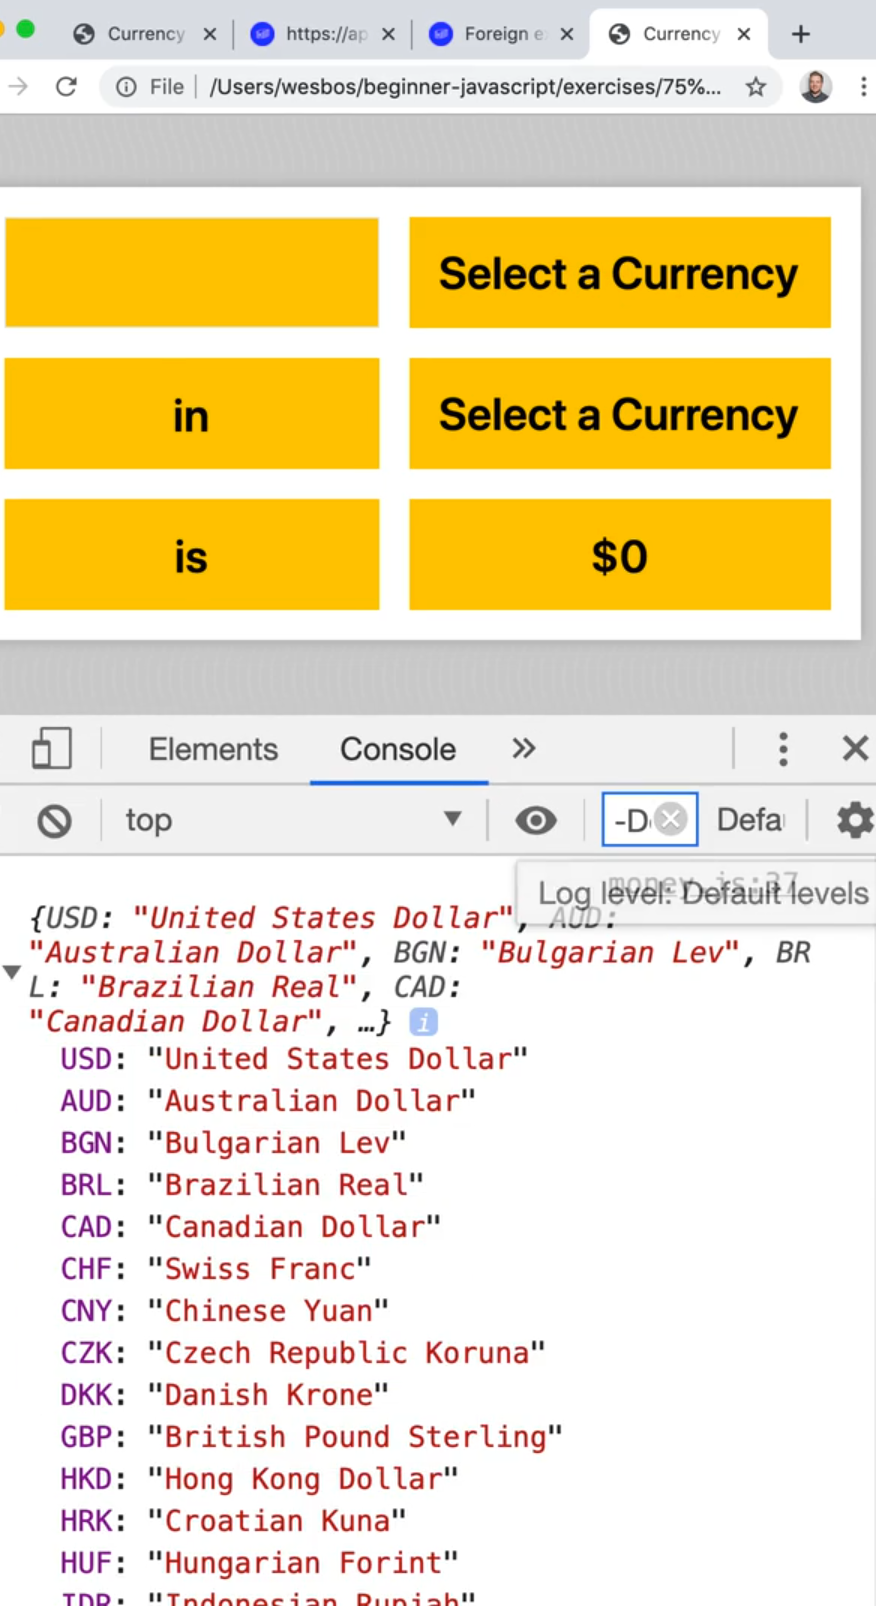 Currency https://ap Foreign e Currency
File /Users/wesbos/beginner-javascript/exercises/75%...
Select a Currency
in Select a Currency
is $0
Elements Console
top -D Defa
money.js:37
Log level: Default levels
{USD: "United States Dollar", AUD:
"Australian Dollar", BGN: "Bulgarian Lev", BR
L: "Brazilian Real", CAD:
"Canadian Dollar", …} i
USD: "United States Dollar"
AUD: "Australian Dollar"
BGN: "Bulgarian Lev"
BRL: "Brazilian Real"
CAD: "Canadian Dollar"
CHF: "Swiss Franc"
CNY: "Chinese Yuan"
CZK: "Czech Republic Koruna"
DKK: "Danish Krone"
GBP: "British Pound Sterling"
HKD: "Hong Kong Dollar"
HRK: "Croatian Kuna"
HUF: "Hungarian Forint"
IDR: "Indonesian Rupiah"